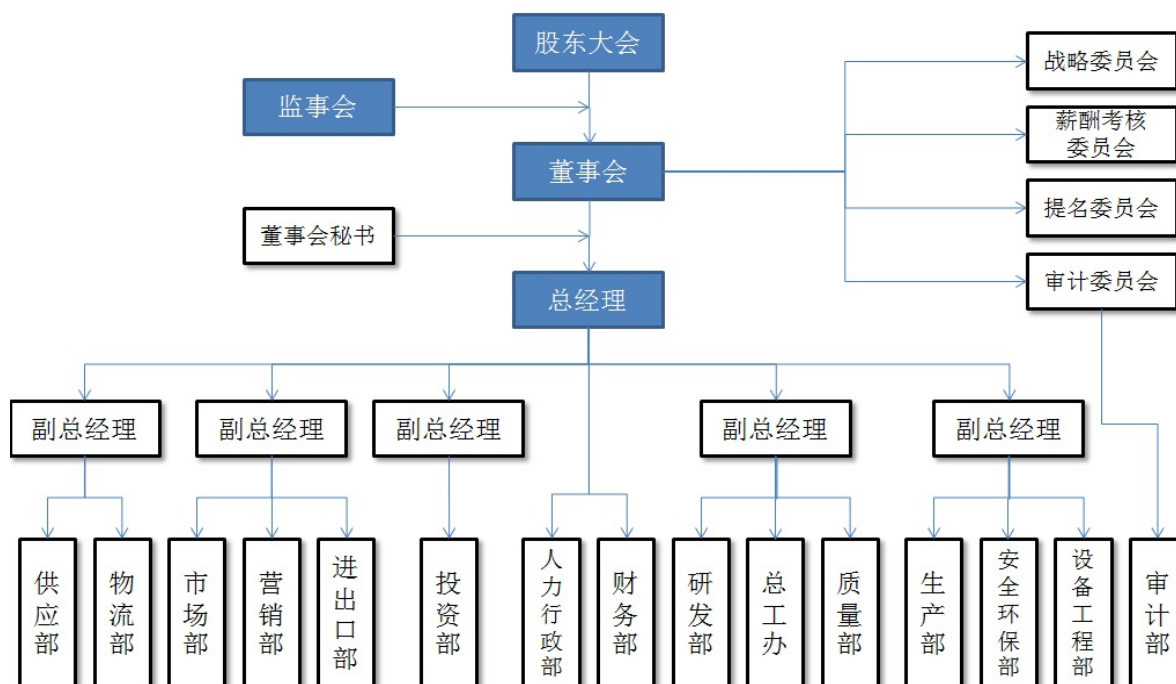 股东大会
战略委员会
监事会
薪酬考核
委员会
董事会
提名委员会
董事会秘书
审计委员会
总经理
副总经理
副总经理
副总经理
副总经理
副总经理
供应部
物流部
市场部
营销部
进出口部
投资部
人力行政部
财务部
研发部
总工办
质量部
生产部
安全环保部
设备工程部
审计部